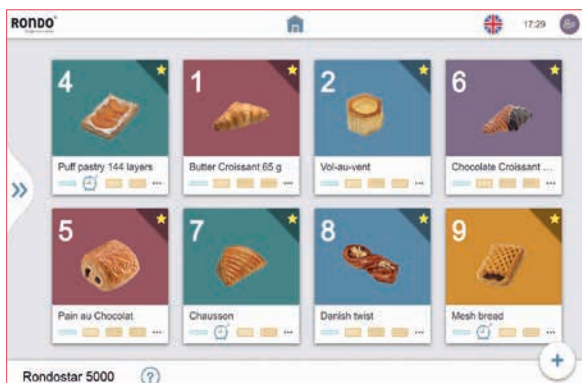 RONDO
17:29
4
1
2
6
Puff pastry 144 layers
Butter Croissant 65 g
Vol-au-vent
Chocolate Croissant ...
5
7
8
9
Pain au Chocolat
Chausson
Danish twist
Mesh bread
Rondostar 5000
?